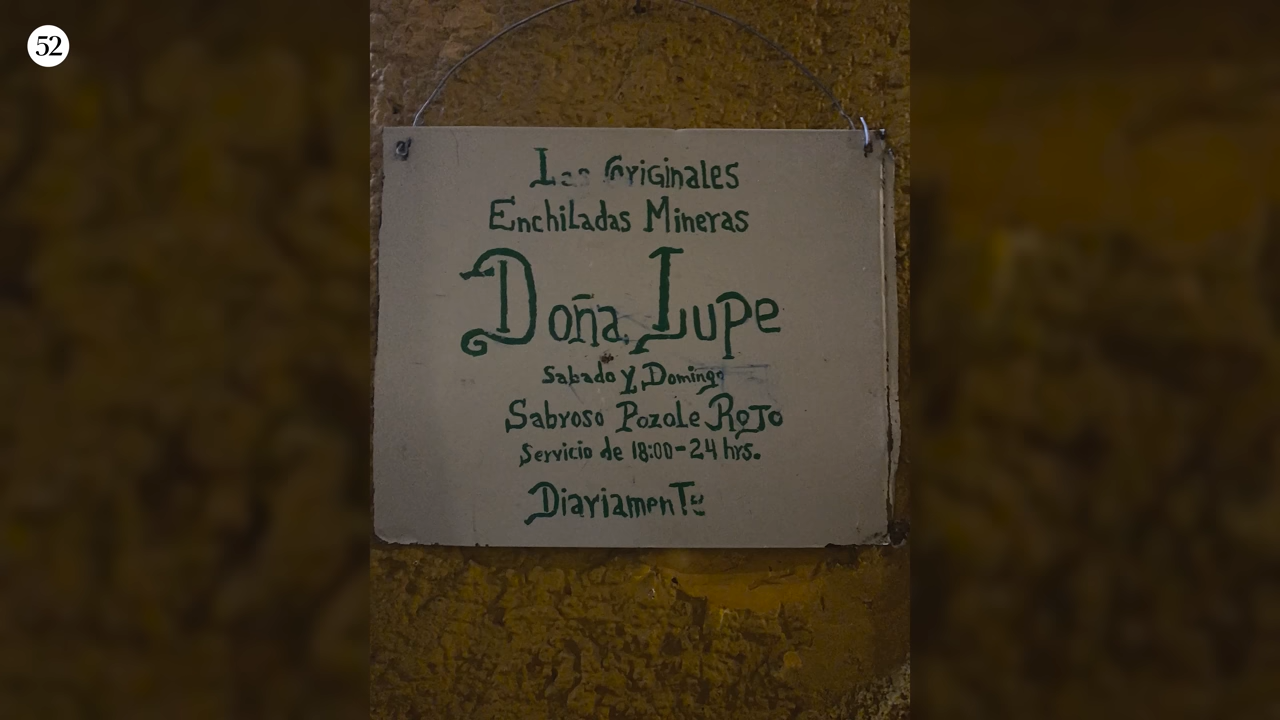 52
Las Originales
Enchiladas Mineras
Doña Lupe
Sabado y Domingo
Sabroso Pozole Rojo
Servicio de 18:00-24 hrs.
Diariamente